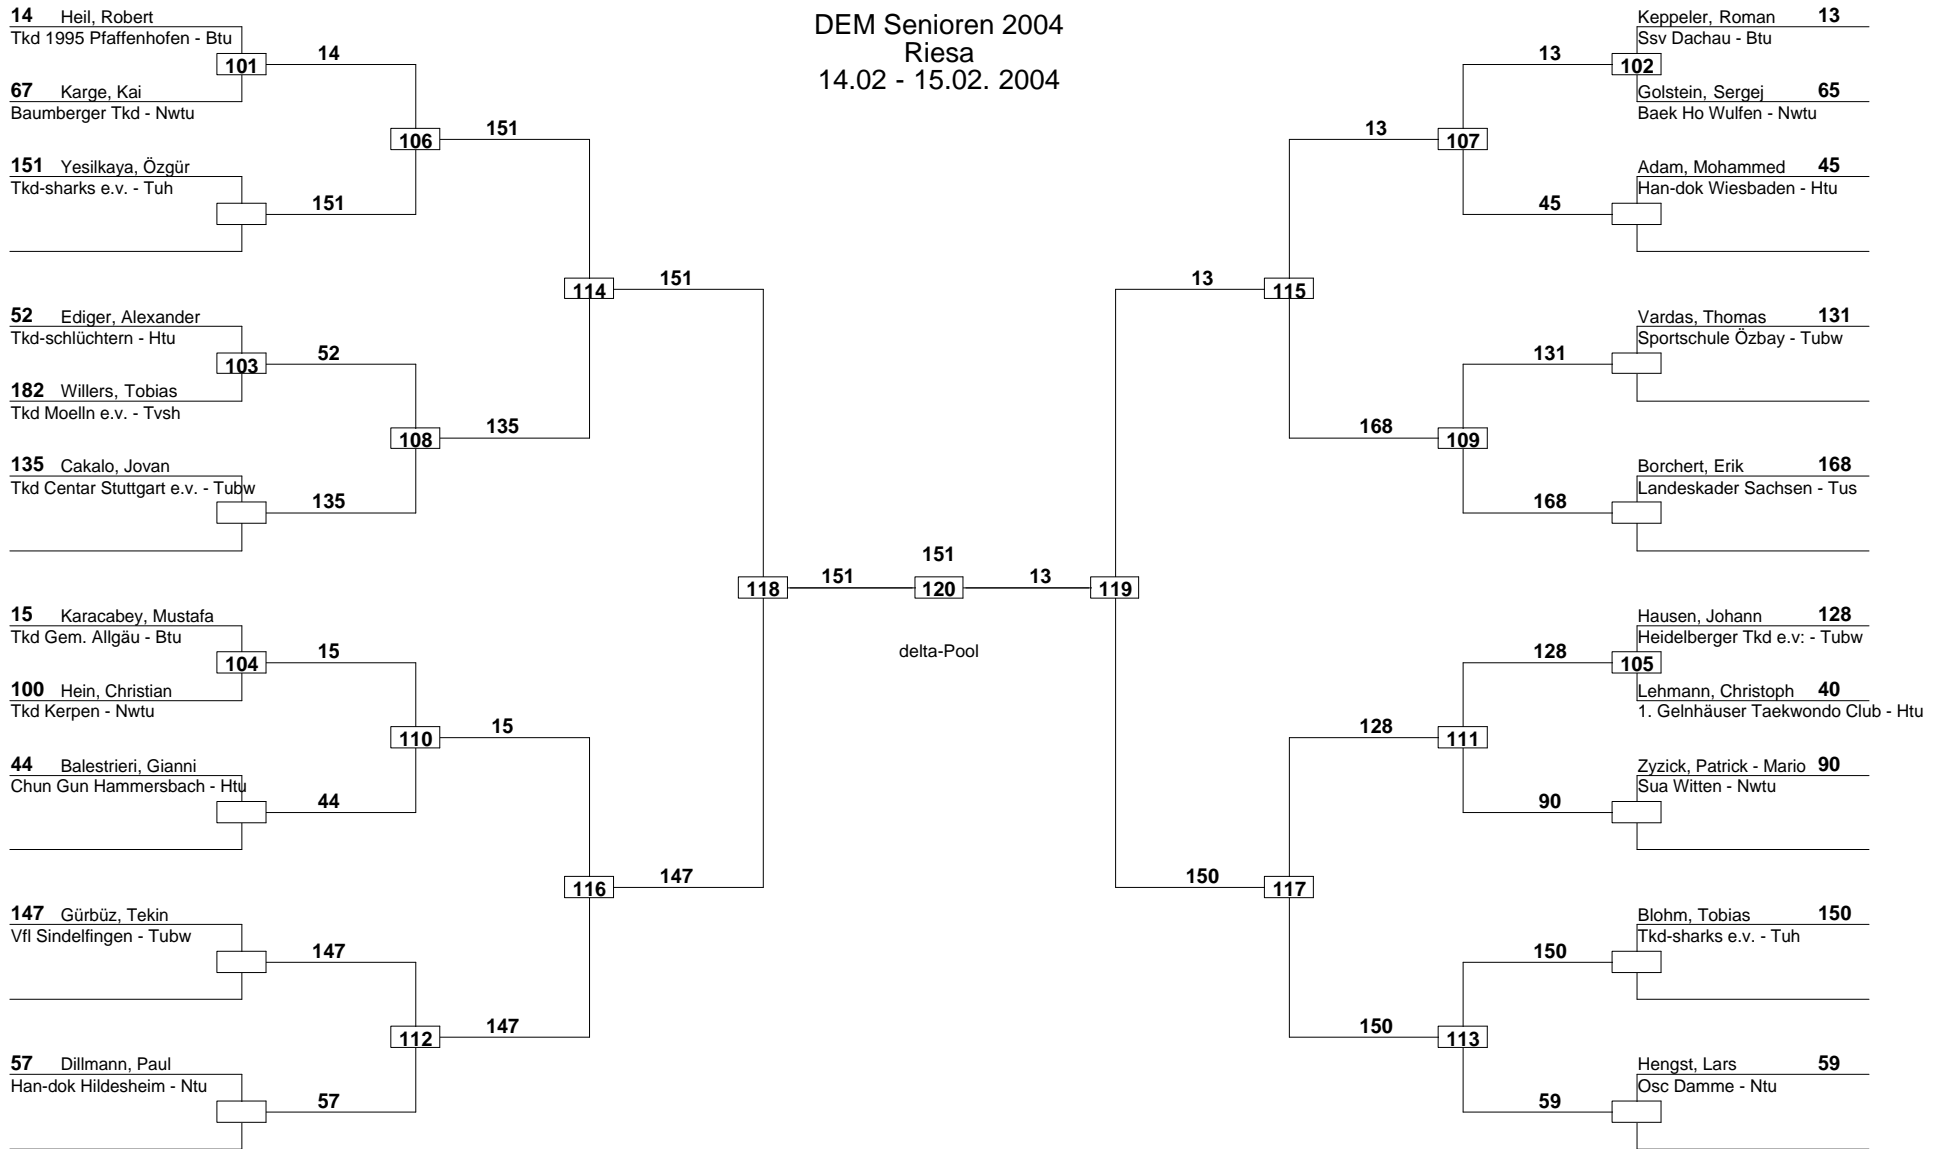 DEM Senioren 2004
Riesa
14.02 - 15.02. 2004
14 Heil, Robert
Tkd 1995 Pfaffenhofen - Btu
101
14
67 Karge, Kai
Baumberger Tkd - Nwtu
106
151
151 Yesilkaya, Özgür
Tkd-sharks e.v. - Tuh
151
114
151
52 Ediger, Alexander
Tkd-schlüchtern - Htu
103
52
182 Willers, Tobias
Tkd Moelln e.v. - Tvsh
108
135
135 Cakalo, Jovan
Tkd Centar Stuttgart e.v. - Tubw
135
118
151
151
120
13
119
delta-Pool
15 Karacabey, Mustafa
Tkd Gem. Allgäu - Btu
104
15
100 Hein, Christian
Tkd Kerpen - Nwtu
110
15
44 Balestrieri, Gianni
Chun Gun Hammersbach - Htu
44
116
147
147 Gürbüz, Tekin
Vfl Sindelfingen - Tubw
147
112
147
57 Dillmann, Paul
Han-dok Hildesheim - Ntu
57
Keppeler, Roman 13
Ssv Dachau - Btu
13
102
Golstein, Sergej 65
Baek Ho Wulfen - Nwtu
13
107
Adam, Mohammed 45
Han-dok Wiesbaden - Htu
45
13
115
Vardas, Thomas 131
Sportschule Özbay - Tubw
131
168
109
Borchert, Erik 168
Landeskader Sachsen - Tus
168
Hausen, Johann 128
Heidelberger Tkd e.v: - Tubw
128
105
Lehmann, Christoph 40
1. Gelnhäuser Taekwondo Club - Htu
128
111
Zyzick, Patrick - Mario 90
Sua Witten - Nwtu
90
150
117
Blohm, Tobias 150
Tkd-sharks e.v. - Tuh
150
150
113
Hengst, Lars 59
Osc Damme - Ntu
59